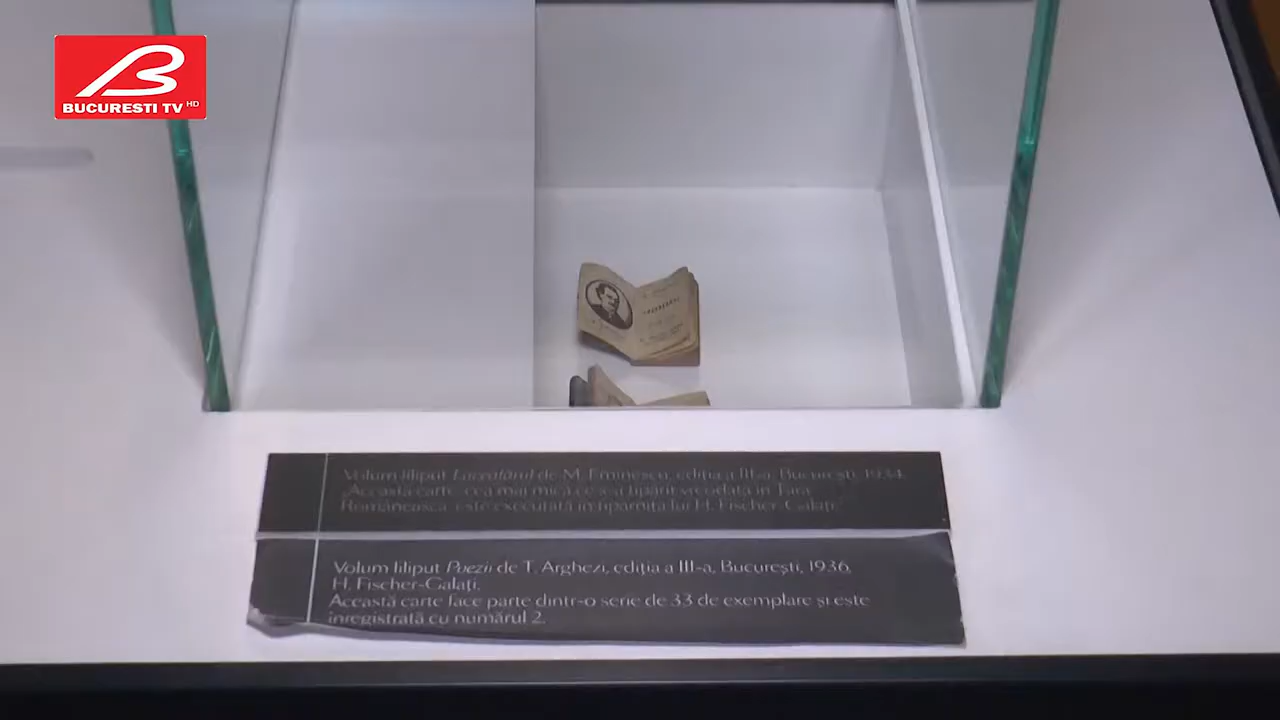 BUCURESTI TV HD
Volum liliput Luceafărul de M. Eminescu, ediția a III-a, București, 1934.
Această carte, cea mai mică ce s-a tipărit vreodată în Țara
Românească, este executată în tiparnița lui H. Fischer-Galați.
Volum liliput Poezii de T. Arghezi, ediția a III-a, București, 1936.
H. Fischer-Galați.
Această carte face parte dintr-o serie de 33 de exemplare și este
înregistrată cu numărul 2.